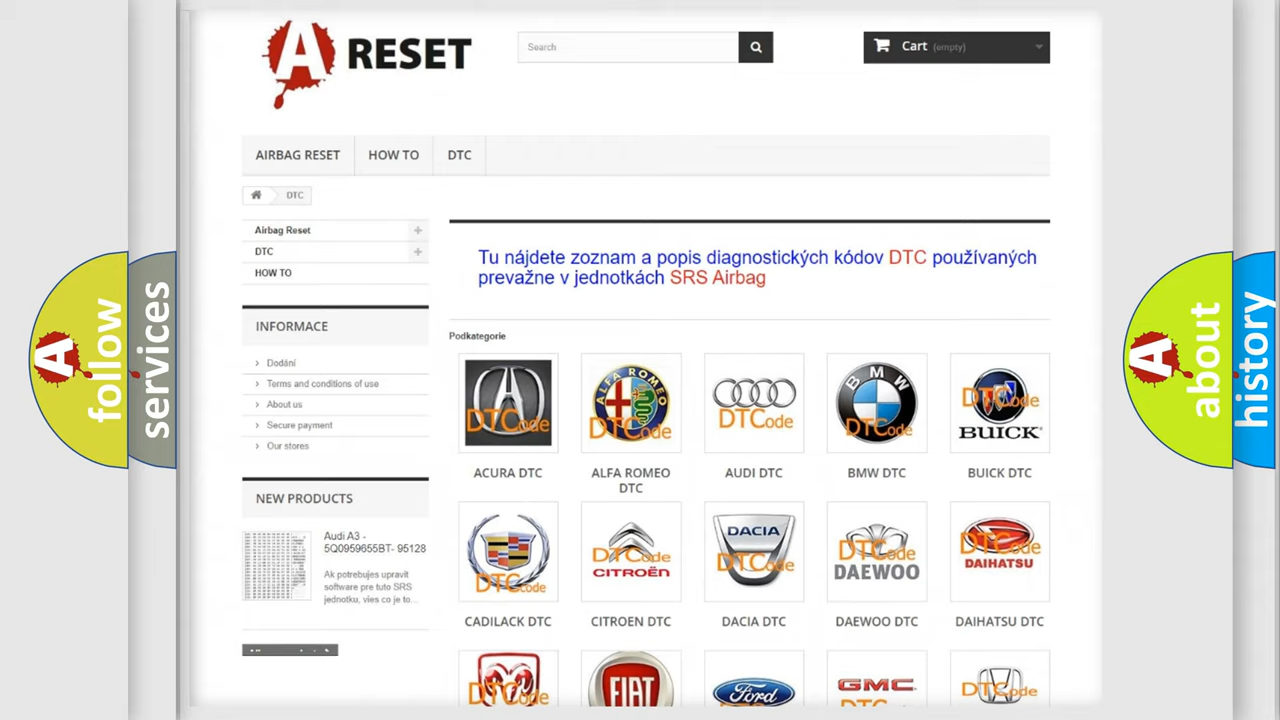 A RESET
Search
Cart (empty)
AIRBAG RESET
HOW TO
DTC
DTC
Airbag Reset
DTC
HOW TO
Tu nájdete zoznam a popis diagnostických kódov DTC používaných
prevažne v jednotkách SRS Airbag
INFORMACE
Dodání
Terms and conditions of use
About us
Secure payment
Our stores
NEW PRODUCTS
Audi A3 -
5Q0959655BT- 95128
Ak potrebujes upravit
software pre tuto SRS
jednotku, vies co je to...
Podkategorie
DTCode
ALFA ROMEO
DTCode
DTCode
BMW
DTCode
DTCode
BUICK
ACURA DTC
ALFA ROMEO
DTC
AUDI DTC
BMW DTC
BUICK DTC
DTCode
DTCode
CITROËN
DACIA
DTCode
DTCode
DAEWOO
DTCode
DAIHATSU
CADILACK DTC
CITROEN DTC
DACIA DTC
DAEWOO DTC
DAIHATSU DTC
DTCode
FIAT
Ford
GMC
DTCode
A follow
services
A about
history